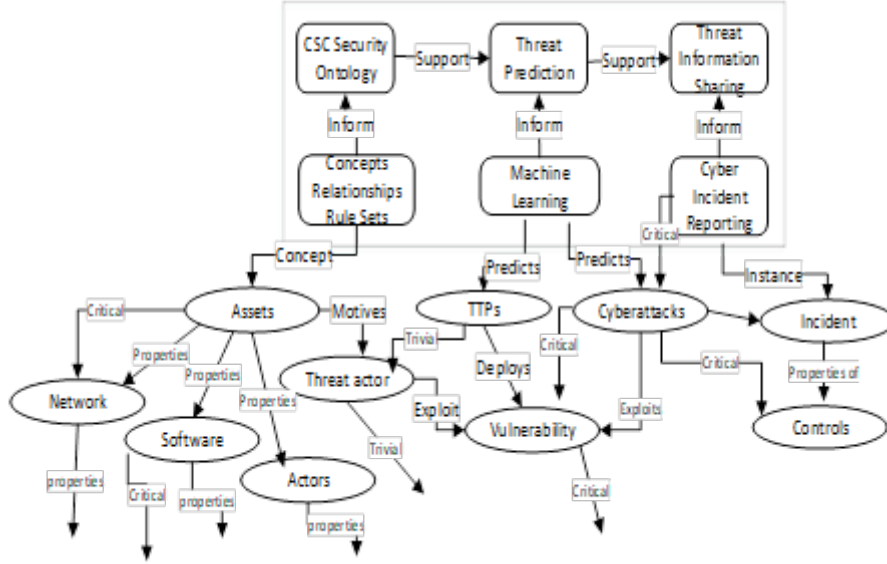 CSC Security
Ontology
Support
Threat
Prediction
Support
Threat
Information
Sharing
Inform
Inform
Inform
Concepts
Relationships
Rule Sets
Machine
Learning
Cyber
Incident
Reporting
Critical
Concept
Predicts
Predicts
Instance
Assets
TTPs
Cyberattacks
Incident
Critical
Motives
Properties
Properties
Properties
Trivial
Deploys
Critical
Critical
Properties of
Network
Threat actor
Exploit
Exploits
Software
Vulnerability
Controls
Trivial
Actors
properties
Critical
properties
properties
Critical